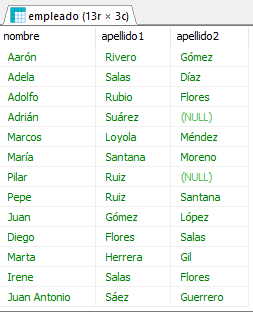 empleado (13r × 3c)
nombre apellido1 apellido2
Aarón Rivero Gómez
Adela Salas Díaz
Adolfo Rubio Flores
Adrián Suárez (NULL)
Marcos Loyola Méndez
María Santana Moreno
Pilar Ruiz (NULL)
Pepe Ruiz Santana
Juan Gómez López
Diego Flores Salas
Marta Herrera Gil
Irene Salas Flores
Juan Antonio Sáez Guerrero